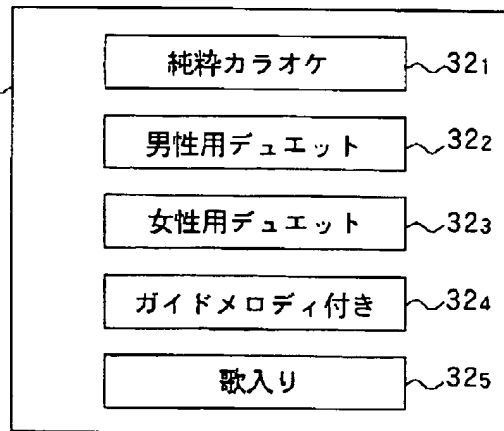 純粋カラオケ 32₁
男性用デュエット 32₂
女性用デュエット 32₃
ガイドメロディ付き 32₄
歌入り 32₅